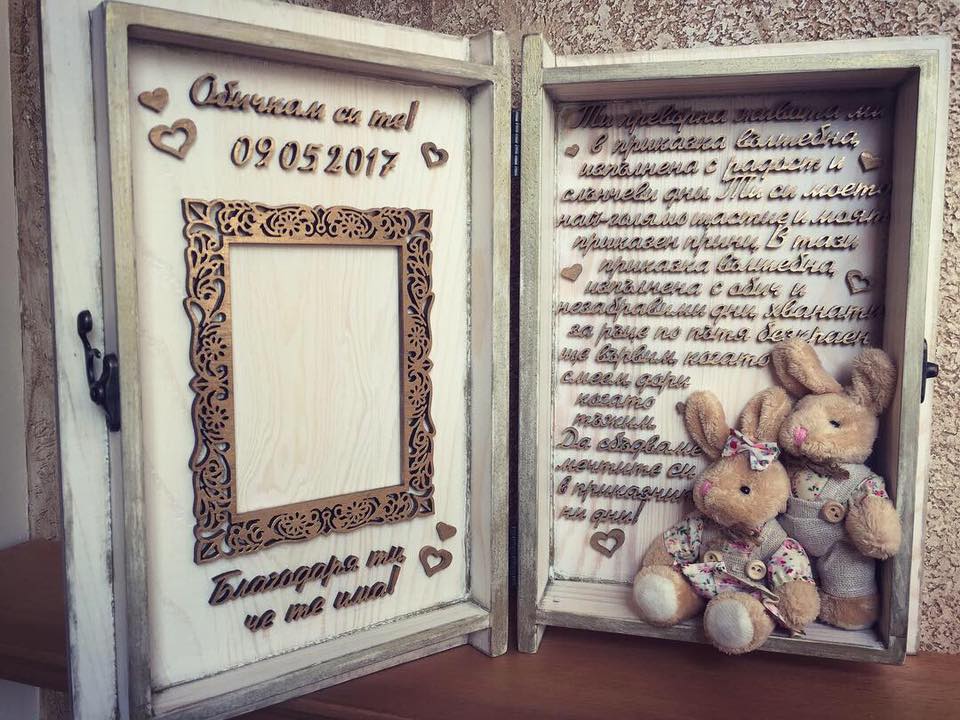 Обичкам си те!
09.05.2017
Благодаря ти,
че те има!
Ти превърна живота ми
в приказка вълшебна,
изпълнена с радост и
слънчеви дни. Ти си моето
най-голямо щастие и моят
приказен принц. В тази
приказка вълшебна,
изпълнена с обич и
незабравими дни, хванати
за ръце по пътя безкраен
ще вървим, когато
смеем дори
когато
тъжим.
Да сбъдваме
мечтите си
в приказните
ни дни!